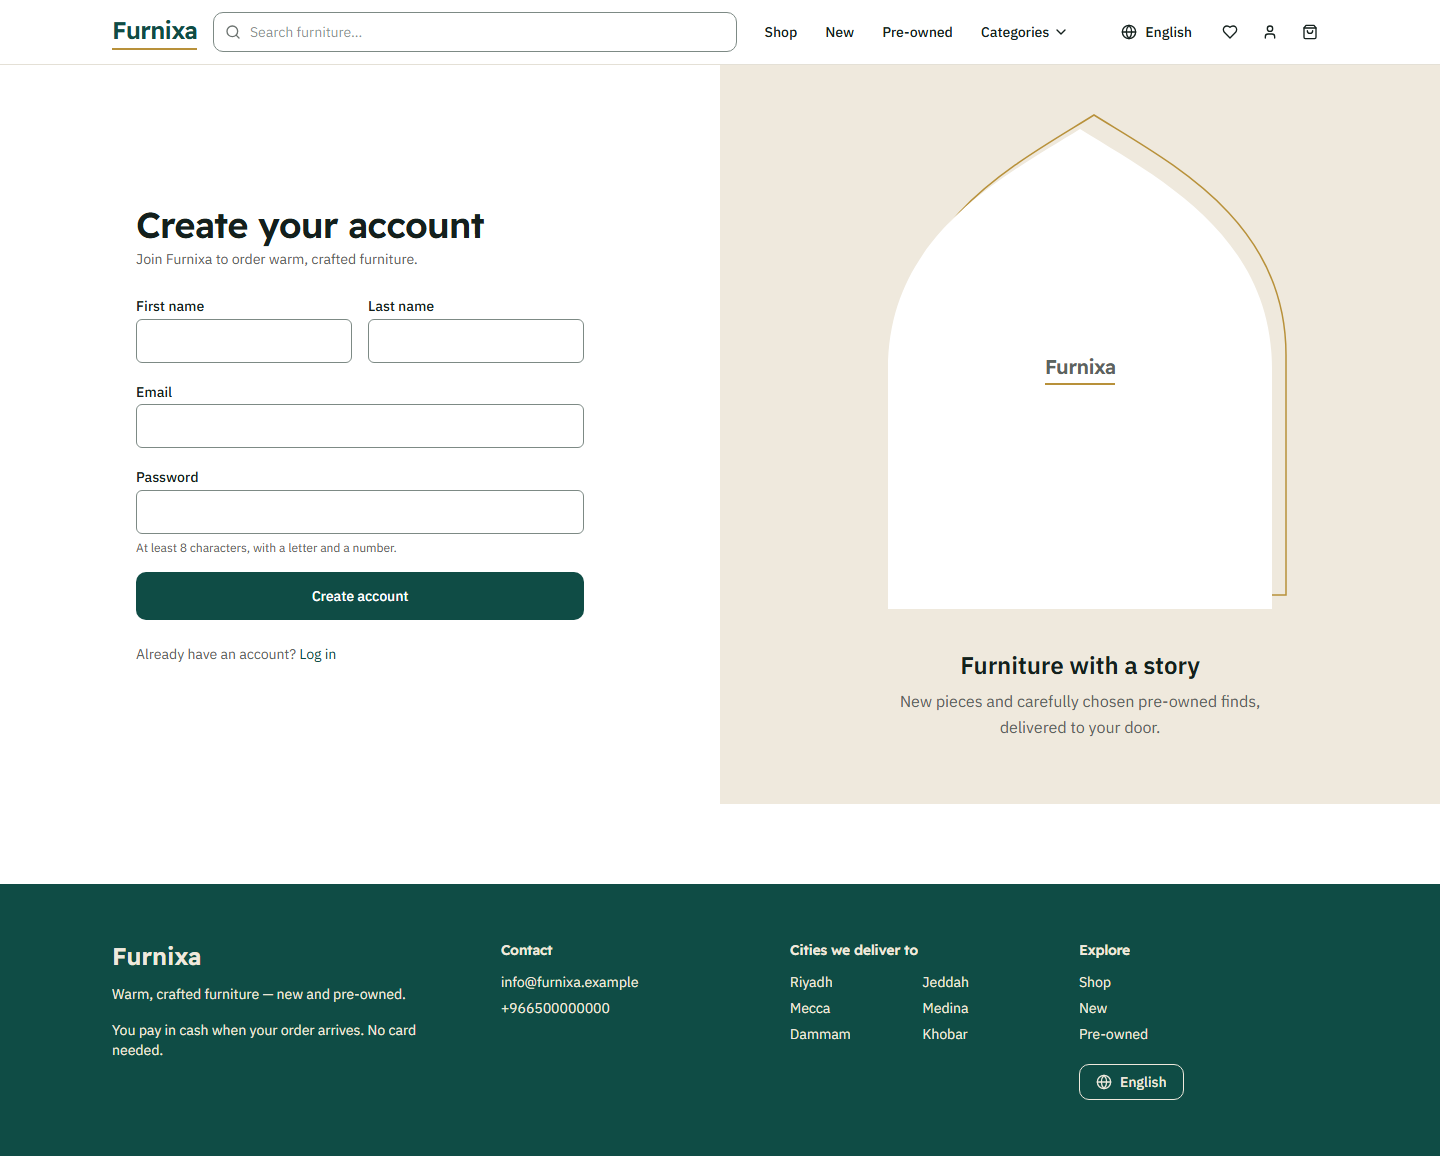 Furnixa
Search furniture...
Shop
New
Pre-owned
Categories
English
Create your account
Join Furnixa to order warm, crafted furniture.
First name
Last name
Email
Password
At least 8 characters, with a letter and a number.
Create account
Already have an account? Log in
Furnixa
Furniture with a story
New pieces and carefully chosen pre-owned finds,
delivered to your door.
Furnixa
Warm, crafted furniture — new and pre-owned.
You pay in cash when your order arrives. No card
needed.
Contact
info@furnixa.example
+966500000000
Cities we deliver to
Riyadh
Jeddah
Mecca
Medina
Dammam
Khobar
Explore
Shop
New
Pre-owned
English